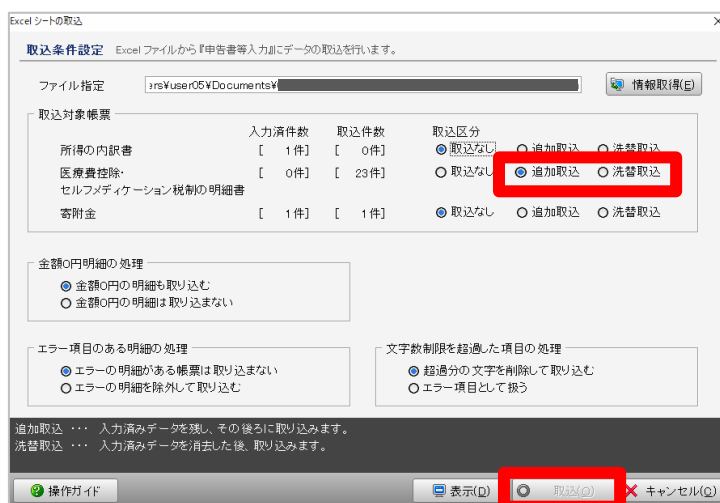 Excel シートの取込
取込条件設定 Excel ファイルから『申告書等入力』にデータの取込を行います。
ファイル指定 ers¥user05¥Documents¥ 情報取得(E)
取込対象帳票
入力済件数 取込件数 取込区分
所得の内訳書 [ 1件] [ 0件] 取込なし 追加取込 洗替取込
医療費控除・ [ 0件] [ 23件] 取込なし 追加取込 洗替取込
セルフメディケーション税制の明細書
寄附金 [ 1件] [ 1件] 取込なし 追加取込 洗替取込
金額0円明細の処理
金額0円の明細も取り込む
金額0円の明細は取り込まない
エラー項目のある明細の処理 文字数制限を超過した項目の処理
エラーの明細がある帳票は取り込まない 超過分の文字を削除して取り込む
エラーの明細を除外して取り込む エラー項目として扱う
追加取込 ・・・ 入力済みデータを残し、その後ろに取り込みます。
洗替取込 ・・・ 入力済みデータを消去した後、取り込みます。
操作ガイド 表示(D) 取込(O) キャンセル(C)